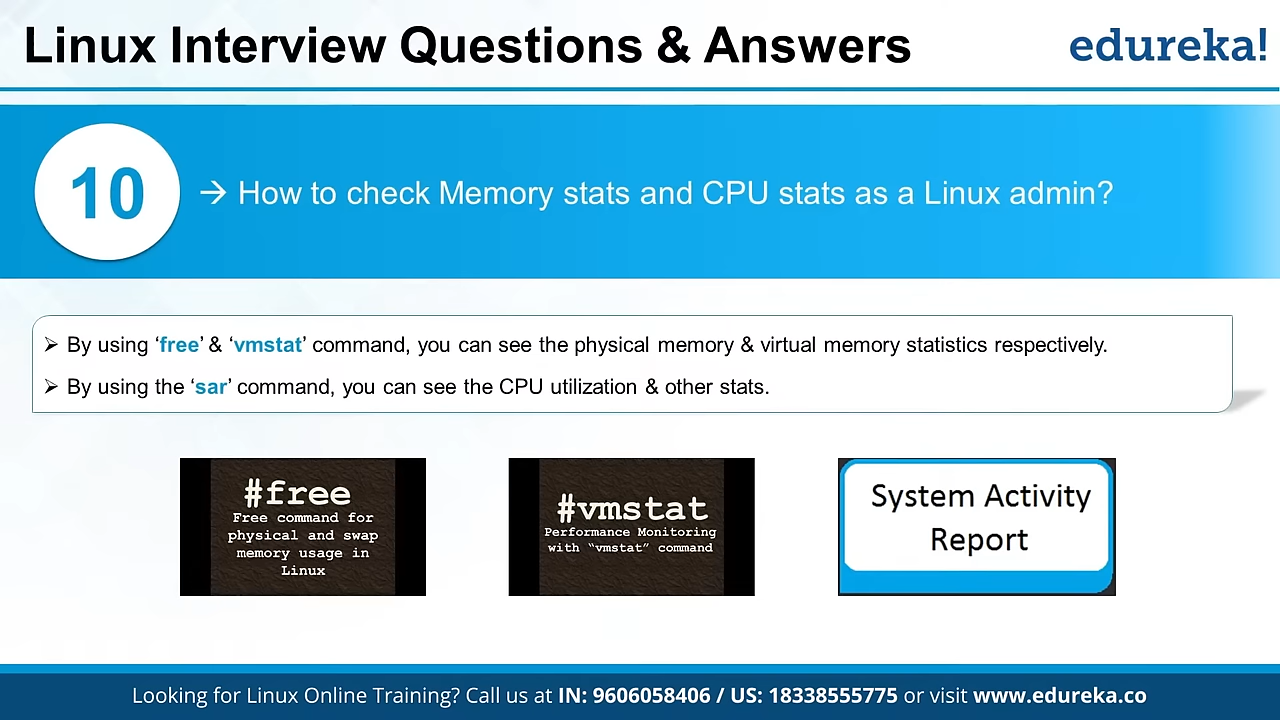 Linux Interview Questions & Answers
edureka!
10
→ How to check Memory stats and CPU stats as a Linux admin?
➢ By using ‘free’ & ‘vmstat’ command, you can see the physical memory & virtual memory statistics respectively.
➢ By using the ‘sar’ command, you can see the CPU utilization & other stats.
#free
Free command for
physical and swap
memory usage in
Linux
#vmstat
Performance Monitoring
with “vmstat” command
System Activity
Report
Looking for Linux Online Training? Call us at IN: 9606058406 / US: 18338555775 or visit www.edureka.co